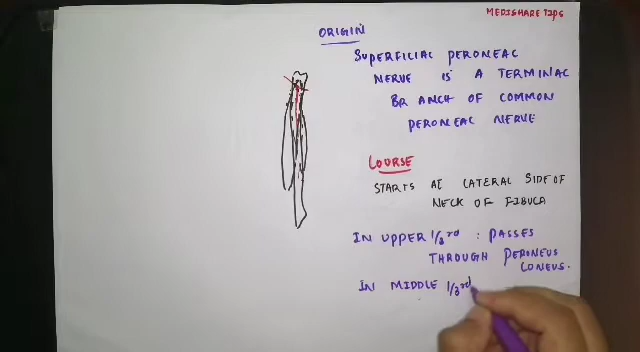 MEDISHARE TIPS
ORIGIN
SUPERFICIAL PERONEAL
NERVE IS A TERMINAL
BRANCH OF COMMON
PERONEAL NERVE
COURSE
STARTS AT LATERAL SIDE OF
NECK OF FIBULA
IN UPPER 1/3rd : PASSES
THROUGH PERONEUS
LONGUS.
IN MIDDLE 1/3rd